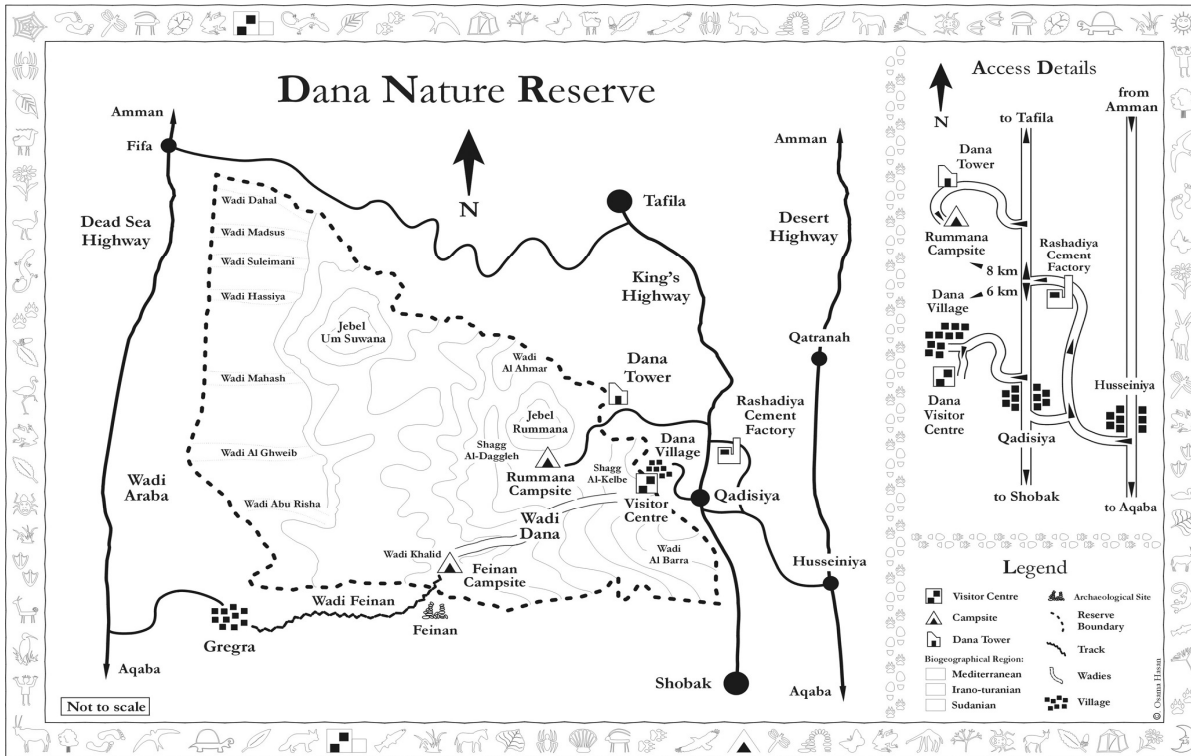 Dana Nature Reserve
Amman
Fifa
Dead Sea
Highway
Wadi
Araba
Aqaba
Not to scale
N
Wadi Dahal
Wadi Madsus
Wadi Suleimani
Wadi Hassiya
Wadi Mahash
Wadi Al Ghweib
Wadi Abu Risha
Jebel
Um Suwana
Wadi
Al Ahmar
Jebel
Rummana
Shagg
Al-Daggleh
Rummana
Campsite
Shagg
Al-Kelbe
Wadi
Dana
Wadi Khalid
Feinan
Campsite
Wadi Feinan
Feinan
Gregra
Wadi
Al Barra
Tafila
King's
Highway
Dana
Tower
Dana
Village
Visitor
Centre
Rashadiya
Cement
Factory
Qadisiya
Shobak
Amman
Desert
Highway
Qatranah
Husseiniya
Aqaba
Access Details
N
from
Amman
to Tafila
Dana
Tower
Rummana
Campsite
Rashadiya
Cement
Factory
8 km
6 km
Dana
Village
Dana
Visitor
Centre
Qadisiya
Husseiniya
to Shobak
to Aqaba
Legend
Visitor Centre
Campsite
Dana Tower
Biogeographical Region:
Mediterranean
Irano-turanian
Sudanian
Archaeological Site
Reserve
Boundary
Track
Wadies
Village
© Osama Hasan